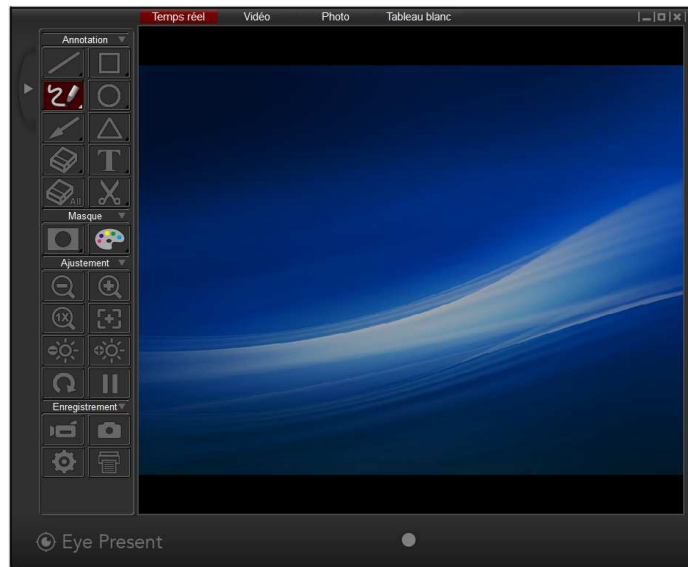 Temps réel Vidéo Photo Tableau blanc
Annotation
T
All
Masque
Ajustement
1X
Enregistrement
Eye Present